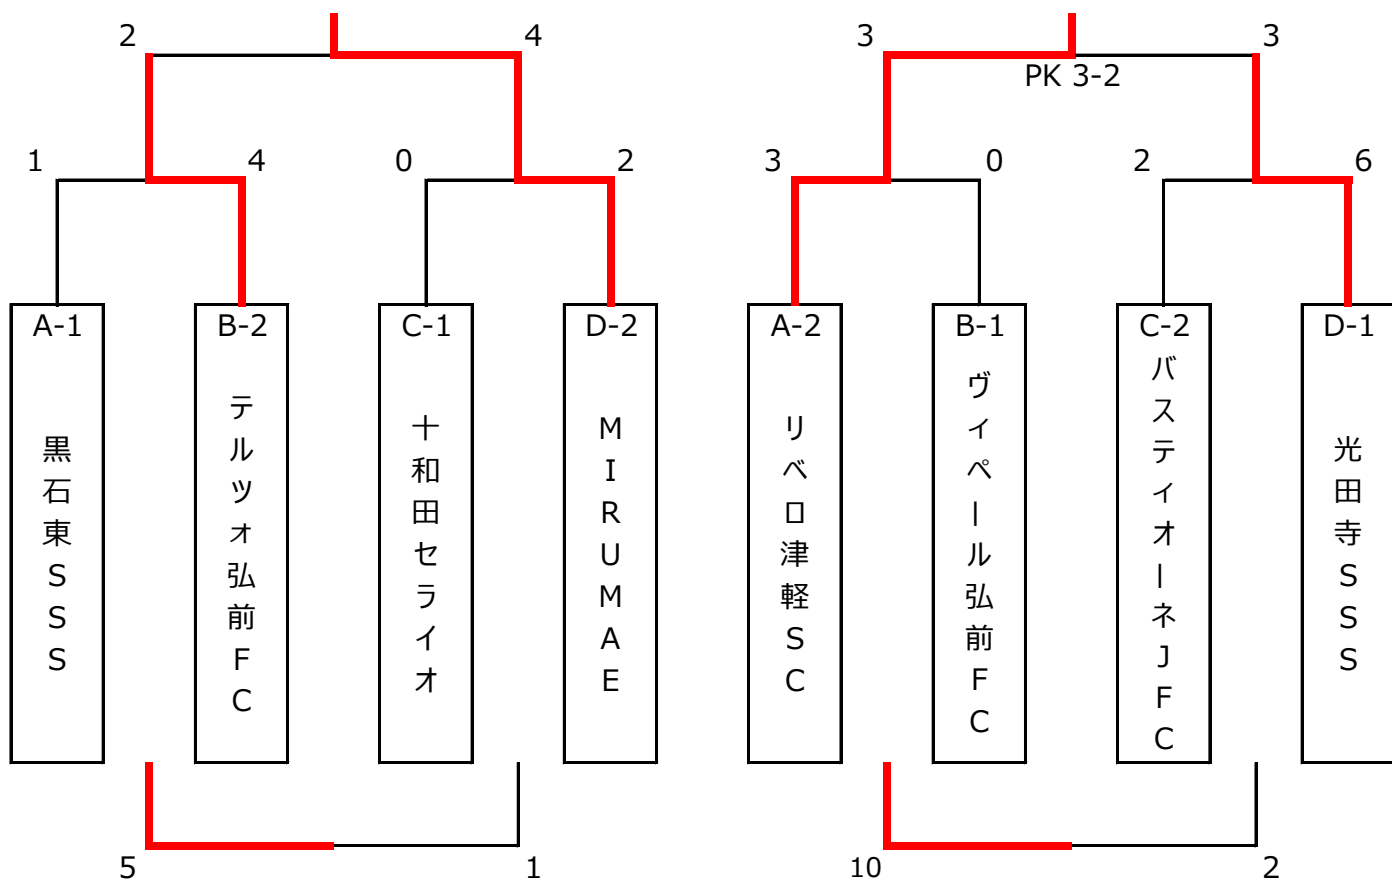 2
4
3
3
PK 3-2
1
4
0
2
3
0
2
6
A-1
B-2
C-1
D-2
A-2
B-1
C-2
D-1
黒石東SSS
テルツォ弘前FC
十和田セライオ
MIRUMAE
リベロ津軽SC
ヴィペール弘前FC
バスティオーネJFC
光田寺SSS
5
1
10
2